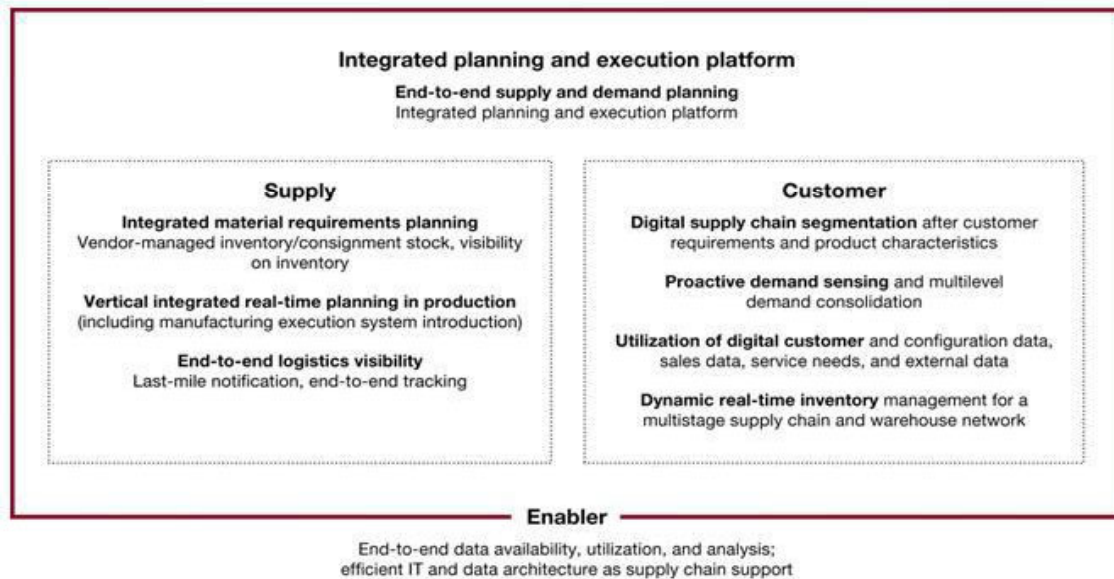 Integrated planning and execution platform
End-to-end supply and demand planning
Integrated planning and execution platform
Supply
Integrated material requirements planning
Vendor-managed inventory/consignment stock, visibility
on inventory
Vertical integrated real-time planning in production
(including manufacturing execution system introduction)
End-to-end logistics visibility
Last-mile notification, end-to-end tracking
Customer
Digital supply chain segmentation after customer
requirements and product characteristics
Proactive demand sensing and multilevel
demand consolidation
Utilization of digital customer and configuration data,
sales data, service needs, and external data
Dynamic real-time inventory management for a
multistage supply chain and warehouse network
Enabler
End-to-end data availability, utilization, and analysis;
efficient IT and data architecture as supply chain support